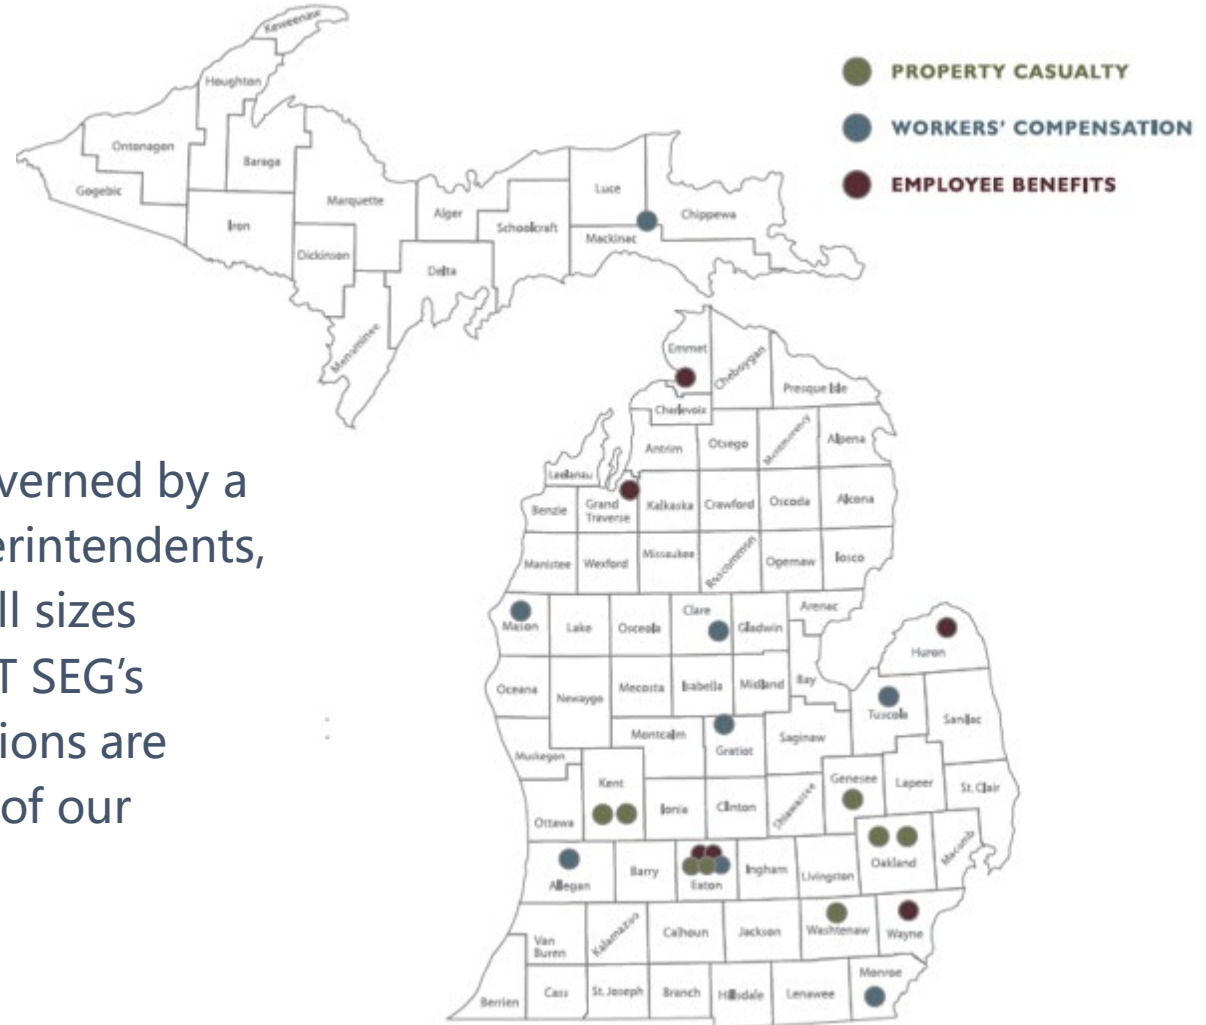 Keweenaw
Houghton
Ontonagon
Baraga
Gogebic
Marquette
Iron
Dickinson
Menominee
Alger
Delta
Schoolcraft
Luce
Mackinac
Chippewa
PROPERTY CASUALTY
WORKERS' COMPENSATION
EMPLOYEE BENEFITS
verned by a
erintendents,
ll sizes
T SEG’s
ions are
of our
Emmet
Cheboygan
Presque Isle
Charlevoix
Antrim
Otsego
Montmorency
Alpena
Leelanau
Benzie
Grand
Traverse
Kalkaska
Crawford
Oscoda
Alcona
Manistee
Wexford
Missaukee
Roscommon
Ogemaw
Iosco
Mason
Lake
Osceola
Clare
Gladwin
Arenac
Huron
Oceana
Newaygo
Mecosta
Isabella
Midland
Bay
Tuscola
Sanilac
Muskegon
Montcalm
Gratiot
Saginaw
Kent
Ottawa
Ionia
Clinton
Shiawassee
Genesee
Lapeer
St. Clair
Allegan
Barry
Eaton
Ingham
Livingston
Oakland
Macomb
Van
Buren
Kalamazoo
Calhoun
Jackson
Washtenaw
Wayne
Berrien
Cass
St. Joseph
Branch
Hillsdale
Lenawee
Monroe